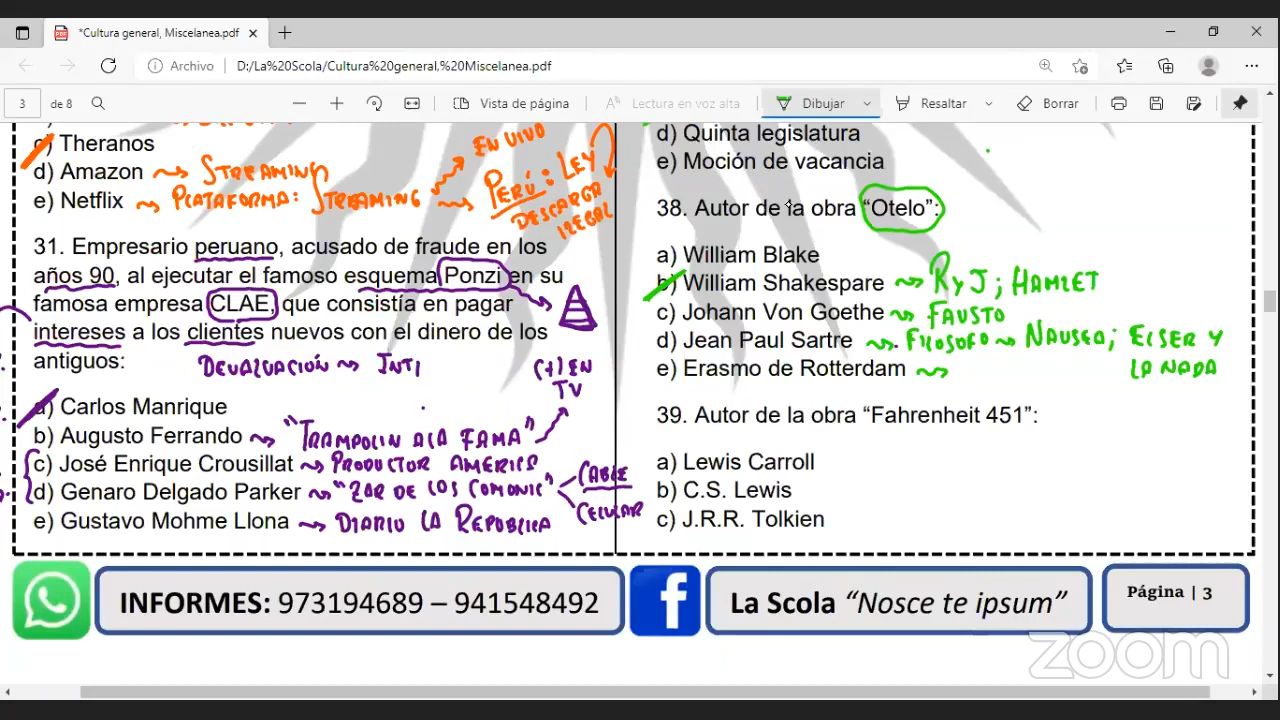 *Cultura general, Miscelanea.pdf
Archivo
D:/La%20Scola/Cultura%20general,%20Miscelanea.pdf
3
de 8
Vista de página
Lectura en voz alta
Dibujar
Resaltar
Borrar
c) Theranos
d) Amazon STREAMING
e) Netflix PLATAFORMA: STREAMING
EN VIVO
PERÚ: LEY
DESCARGA
ILEGAL
31. Empresario peruano, acusado de fraude en los
años 90, al ejecutar el famoso esquema Ponzi en su
famosa empresa CLAE, que consistía en pagar
intereses a los clientes nuevos con el dinero de los
antiguos:
DEVALUACIÓN INTI
(+) EN
TV
a) Carlos Manrique
b) Augusto Ferrando "TRAMPOLIN A LA FAMA"
c) José Enrique Crousillat PRODUCTOR AMERICA
d) Genaro Delgado Parker "ZAR DE LOS COMUNIC"
CABLE
CELULAR
e) Gustavo Mohme Llona DIARIO LA REPUBLICA
d) Quinta legislatura
e) Moción de vacancia
38. Autor de la obra “Otelo”:
a) William Blake
b) William Shakespare R y J; HAMLET
c) Johann Von Goethe FAUSTO
d) Jean Paul Sartre FILOSOFO NAUSEA; EL SER Y
LA NADA
e) Erasmo de Rotterdam
39. Autor de la obra “Fahrenheit 451”:
a) Lewis Carroll
b) C.S. Lewis
c) J.R.R. Tolkien
INFORMES: 973194689 – 941548492
La Scola “Nosce te ipsum”
Página | 3
zoom